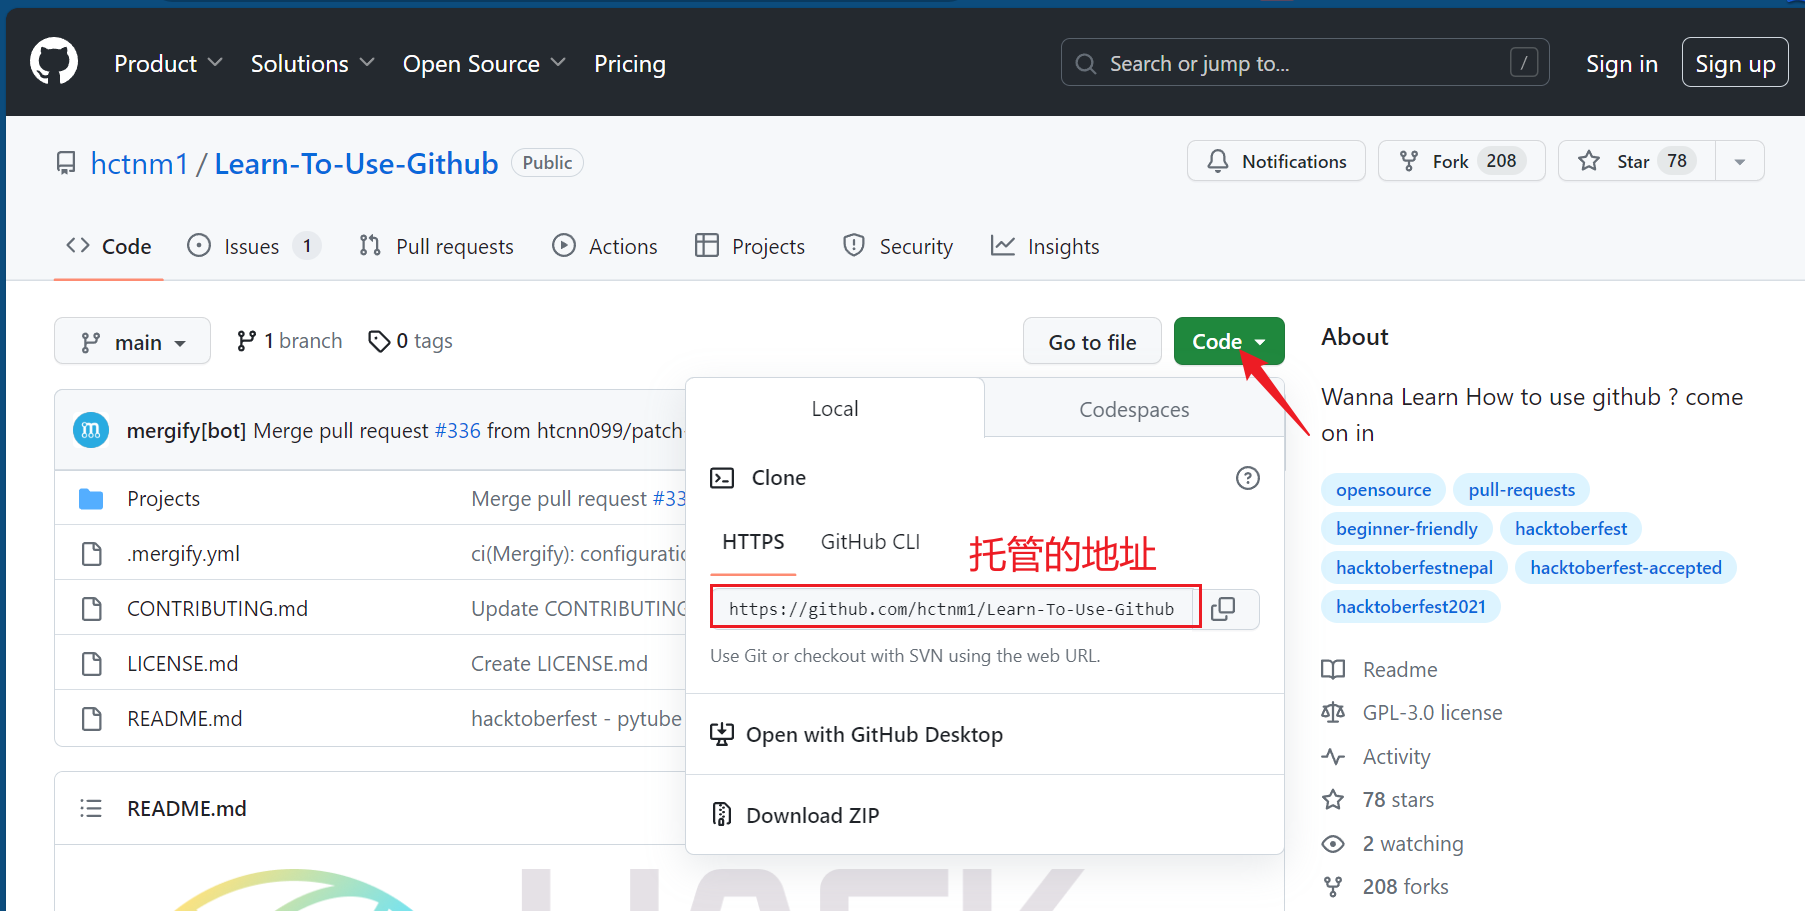 Product Solutions Open Source Pricing Search or jump to... / Sign in Sign up
hctnm1 / Learn-To-Use-Github Public Notifications Fork 208 Star 78
Code Issues 1 Pull requests Actions Projects Security Insights
main 1 branch 0 tags Go to file Code
mergify[bot] Merge pull request #336 from htcnn099/patch-
Projects Merge pull request #33
.mergify.yml ci(Mergify): configuratio
CONTRIBUTING.md Update CONTRIBUTING
LICENSE.md Create LICENSE.md
README.md hacktoberfest - pytube
README.md
HACK
Local Codespaces
Clone
HTTPS GitHub CLI
托管的地址
https://github.com/hctnm1/Learn-To-Use-Github
Use Git or checkout with SVN using the web URL.
Open with GitHub Desktop
Download ZIP
About
Wanna Learn How to use github ? come
on in
opensource pull-requests
beginner-friendly hacktoberfest
hacktoberfestnepal hacktoberfest-accepted
hacktoberfest2021
Readme
GPL-3.0 license
Activity
78 stars
2 watching
208 forks